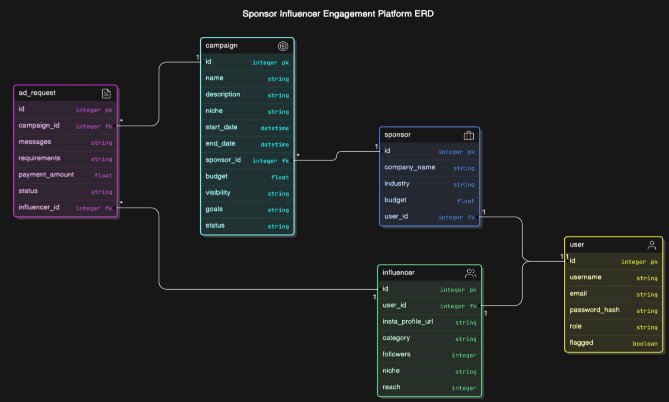 Sponsor Influencer Engagement Platform ERD
campaign
id integer pk
name string
description string
niche string
start_date datetime
end_date datetime
sponsor_id integer fk
budget float
visibility string
goals string
status string
ad_request
id integer pk
campaign_id integer fk
messages string
requirements string
payment_amount float
status string
influencer_id integer fk
sponsor
id integer pk
company_name string
industry string
budget float
user_id integer fk
influencer
id integer pk
user_id integer fk
insta_profile_url string
category string
followers integer
niche string
reach integer
user
id integer pk
username string
email string
password_hash string
role string
flagged boolean
1
*
*
1
*
1
1
1
1
1